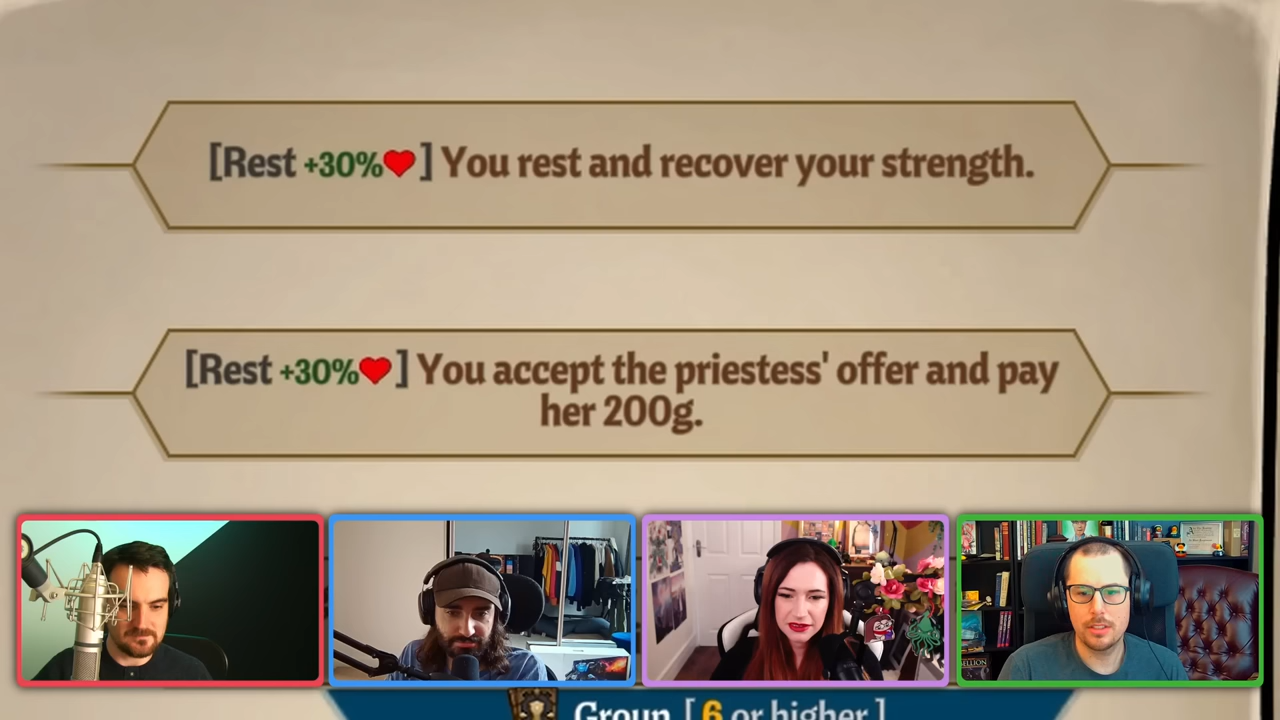 [Rest +30%❤] You rest and recover your strength.
[Rest +30%❤] You accept the priestess' offer and pay
her 200g.
BELLION
Group [ 6 or higher ]